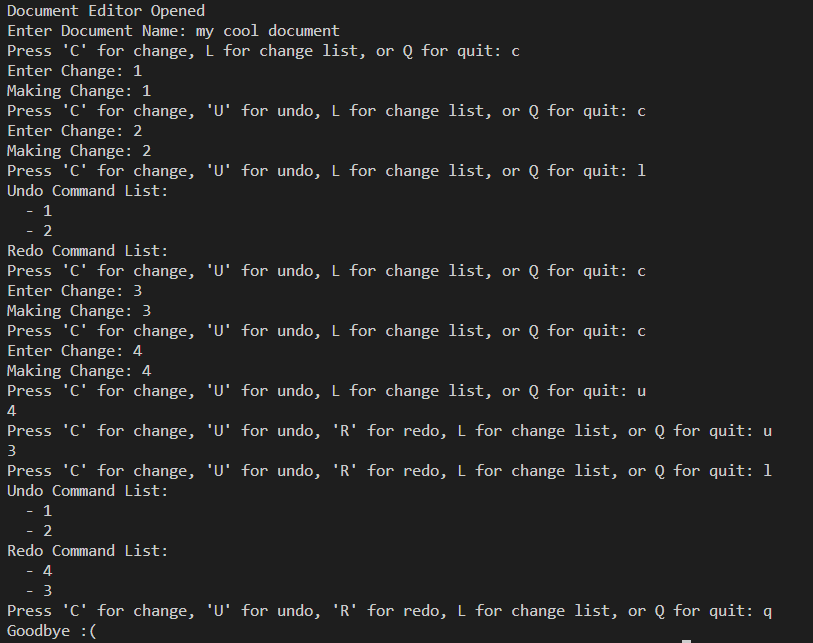 Document Editor Opened
Enter Document Name: my cool document
Press 'C' for change, L for change list, or Q for quit: c
Enter Change: 1
Making Change: 1
Press 'C' for change, 'U' for undo, L for change list, or Q for quit: c
Enter Change: 2
Making Change: 2
Press 'C' for change, 'U' for undo, L for change list, or Q for quit: l
Undo Command List:
  - 1
  - 2
Redo Command List:
Press 'C' for change, 'U' for undo, L for change list, or Q for quit: c
Enter Change: 3
Making Change: 3
Press 'C' for change, 'U' for undo, L for change list, or Q for quit: c
Enter Change: 4
Making Change: 4
Press 'C' for change, 'U' for undo, L for change list, or Q for quit: u
4
Press 'C' for change, 'U' for undo, 'R' for redo, L for change list, or Q for quit: u
3
Press 'C' for change, 'U' for undo, 'R' for redo, L for change list, or Q for quit: l
Undo Command List:
  - 1
  - 2
Redo Command List:
  - 4
  - 3
Press 'C' for change, 'U' for undo, 'R' for redo, L for change list, or Q for quit: q
Goodbye :(